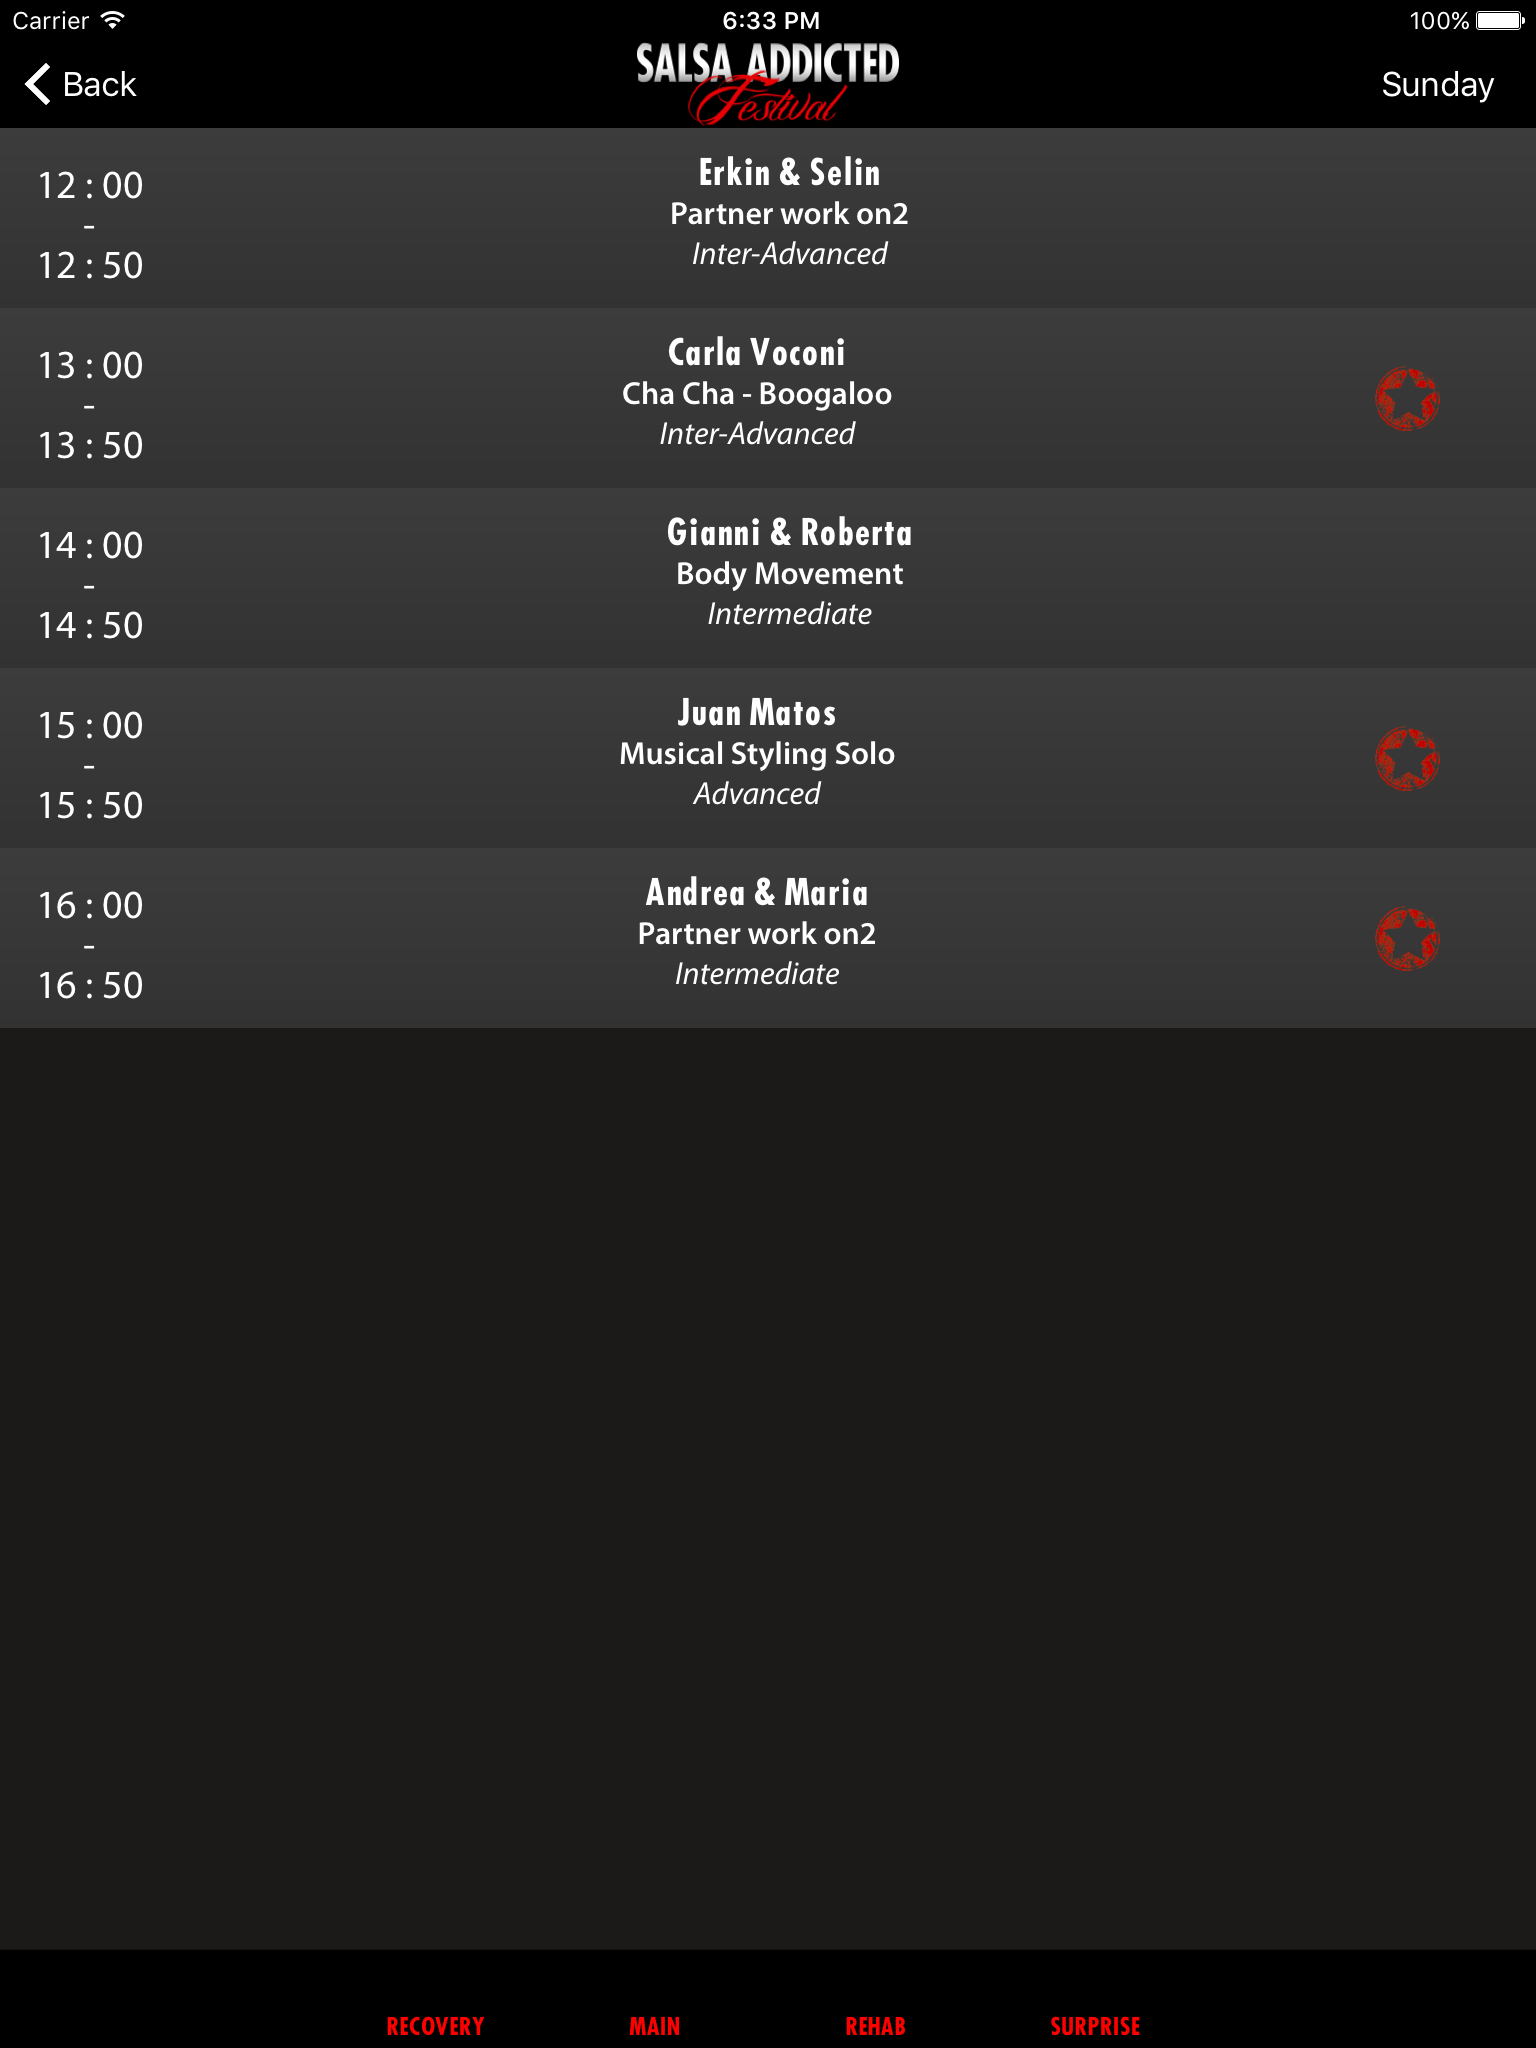 Carrier 6:33 PM 100%
Back SALSA ADDICTED Sunday
Festival
12 : 00
-
12 : 50
Erkin & Selin
Partner work on2
Inter-Advanced
13 : 00
-
13 : 50
Carla Voconi
Cha Cha - Boogaloo
Inter-Advanced
14 : 00
-
14 : 50
Gianni & Roberta
Body Movement
Intermediate
15 : 00
-
15 : 50
Juan Matos
Musical Styling Solo
Advanced
16 : 00
-
16 : 50
Andrea & Maria
Partner work on2
Intermediate
RECOVERY MAIN REHAB SURPRISE